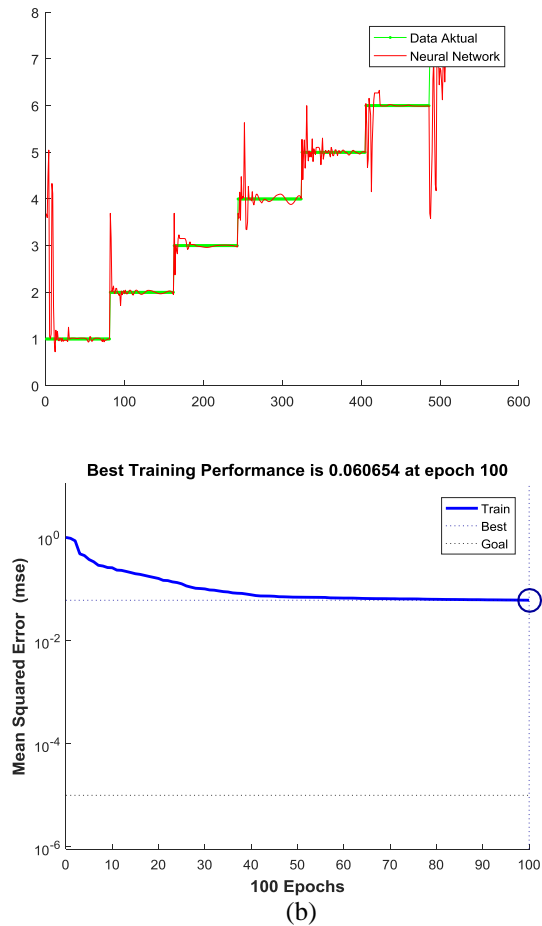 8
7
6
5
4
3
2
1
0
Data Aktual
Neural Network
0 100 200 300 400 500 600
Best Training Performance is 0.060654 at epoch 100
Train
Best
Goal
Mean Squared Error (mse)
10^0
10^-2
10^-4
10^-6
0 10 20 30 40 50 60 70 80 90 100
100 Epochs
(b)